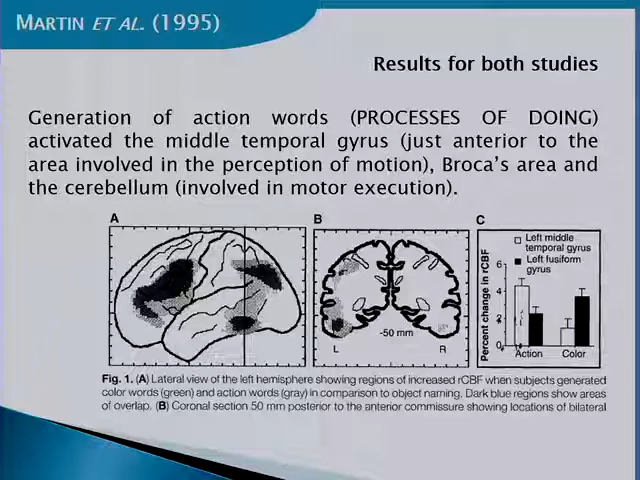 MARTIN ET AL. (1995)
Results for both studies
Generation of action words (PROCESSES OF DOING)
activated the middle temporal gyrus (just anterior to the
area involved in the perception of motion), Broca's area and
the cerebellum (involved in motor execution).
A
B
C
-50 mm
L
R
Left middle
temporal gyrus
Left fusiform
gyrus
Percent change in rCBF
6
4
2
0
Action
Color
Fig. 1. (A) Lateral view of the left hemisphere showing regions of increased rCBF when subjects generated
color words (green) and action words (gray) in comparison to object naming. Dark blue regions show areas
of overlap. (B) Coronal section 50 mm posterior to the anterior commissure showing locations of bilateral